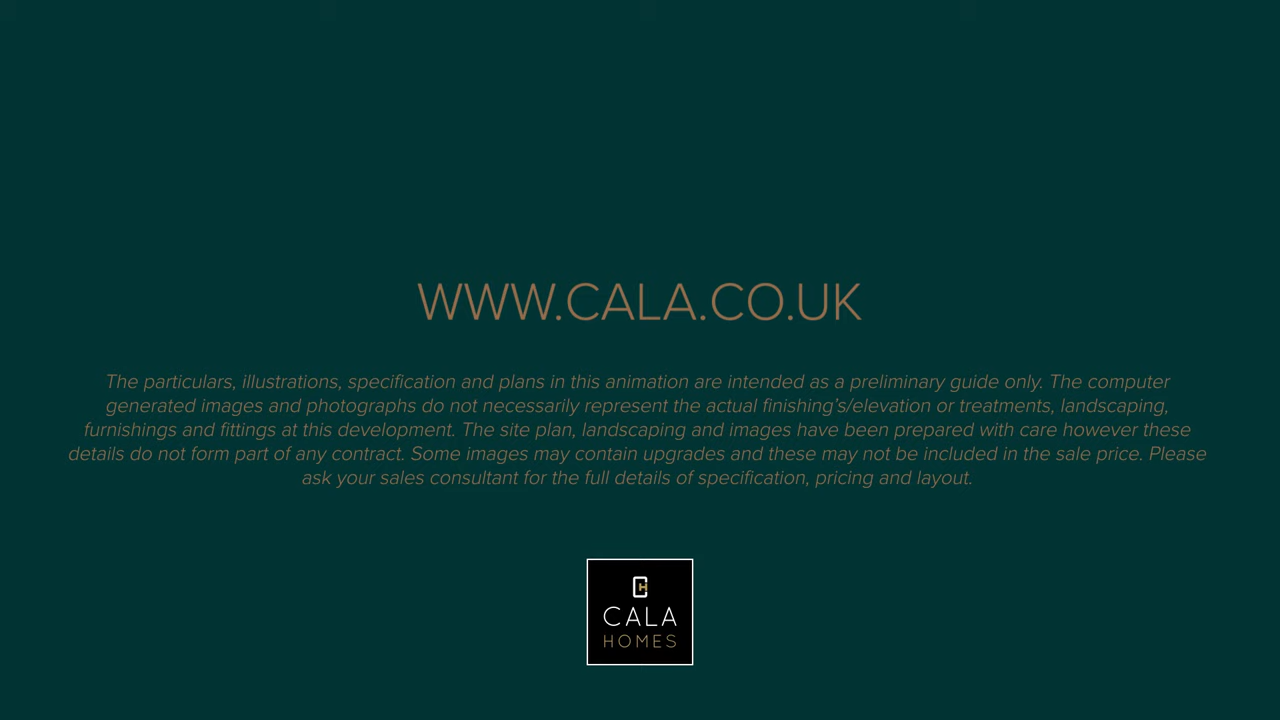 WWW.CALA.CO.UK
The particulars, illustrations, specification and plans in this animation are intended as a preliminary guide only. The computer
generated images and photographs do not necessarily represent the actual finishing's/elevation or treatments, landscaping,
furnishings and fittings at this development. The site plan, landscaping and images have been prepared with care however these
details do not form part of any contract. Some images may contain upgrades and these may not be included in the sale price. Please
ask your sales consultant for the full details of specification, pricing and layout.
CALA
HOMES